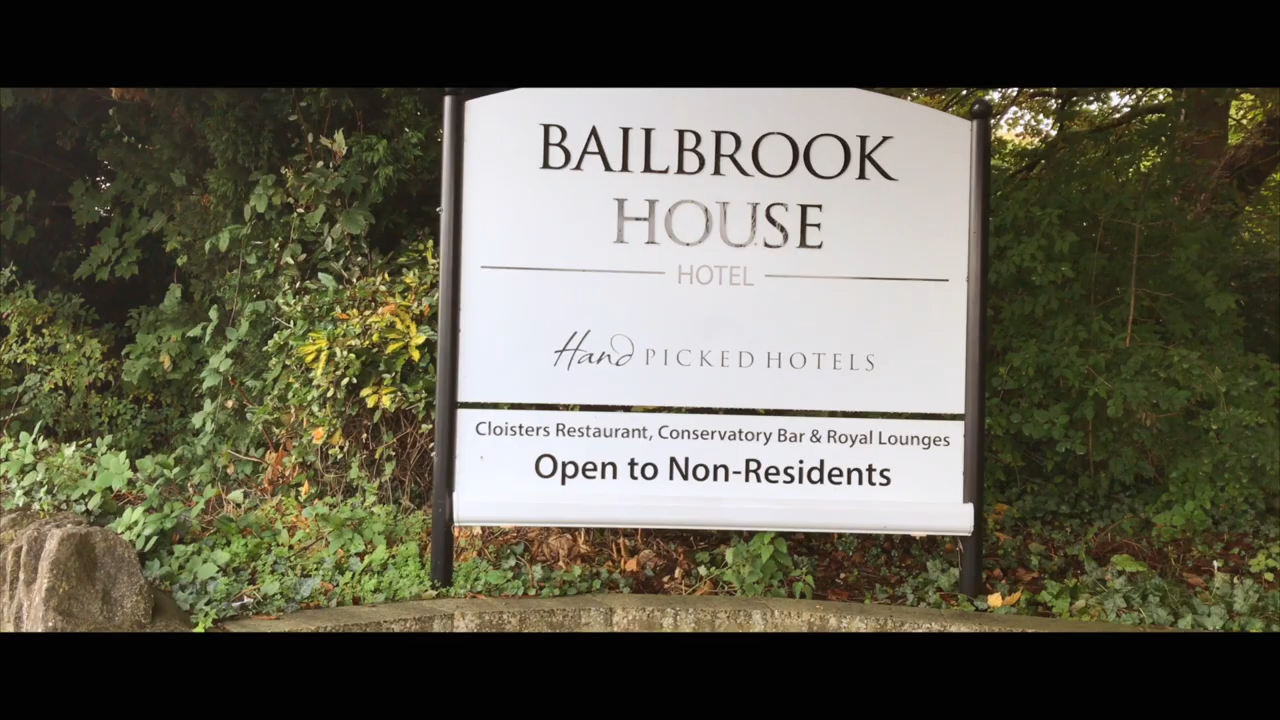 BAILBROOK
HOUSE
HOTEL
Hand PICKED HOTELS
Cloisters Restaurant, Conservatory Bar & Royal Lounges
Open to Non-Residents